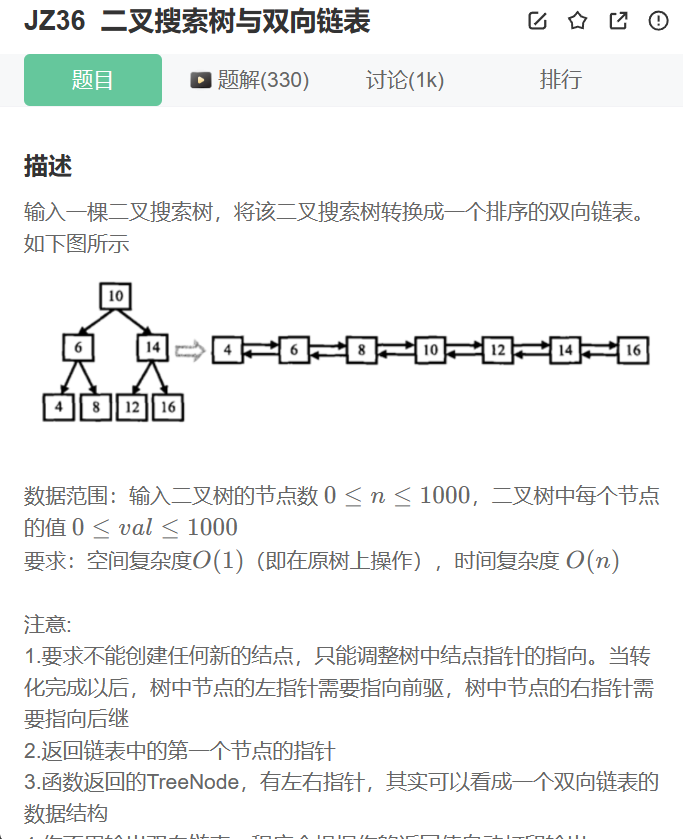 JZ36 二叉搜索树与双向链表
题目 题解(330) 讨论(1k) 排行
描述
输入一棵二叉搜索树，将该二叉搜索树转换成一个排序的双向链表。
如下图所示
10
6 14 4 6 8 10 12 14 16
4 8 12 16
数据范围：输入二叉树的节点数 0 ≤ n ≤ 1000，二叉树中每个节点
的值 0 ≤ val ≤ 1000
要求：空间复杂度O(1)（即在原树上操作），时间复杂度 O(n)
注意:
1.要求不能创建任何新的结点，只能调整树中结点指针的指向。当转
化完成以后，树中节点的左指针需要指向前驱，树中节点的右指针需
要指向后继
2.返回链表中的第一个节点的指针
3.函数返回的TreeNode，有左右指针，其实可以看成一个双向链表的
数据结构